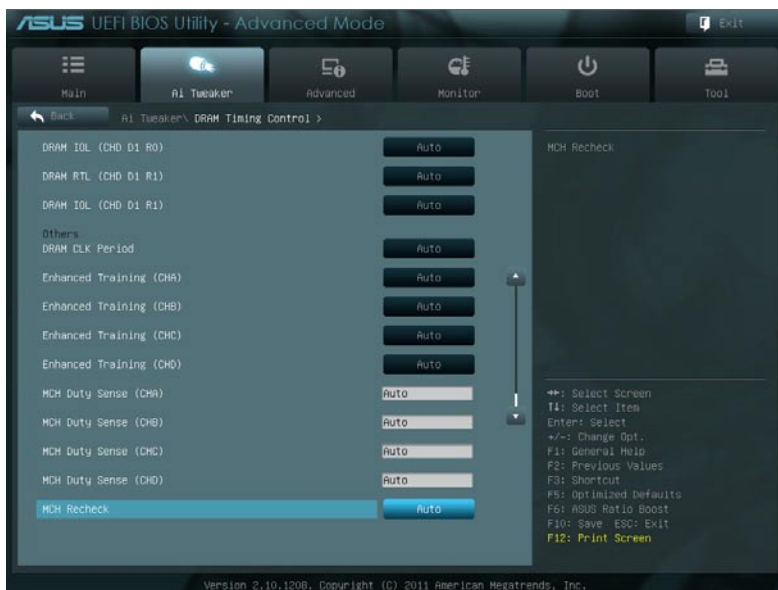 ASUS UEFI BIOS Utility - Advanced Mode
Exit
Main
Ai Tweaker
Advanced
Monitor
Boot
Tool
Back
Ai Tweaker\ DRAM Timing Control >
DRAM IOL (CHD D1 R0) Auto
DRAM RTL (CHD D1 R1) Auto
DRAM IOL (CHD D1 R1) Auto
Others
DRAM CLK Period Auto
Enhanced Training (CHA) Auto
Enhanced Training (CHB) Auto
Enhanced Training (CHC) Auto
Enhanced Training (CHD) Auto
MCH Duty Sense (CHA) Auto
MCH Duty Sense (CHB) Auto
MCH Duty Sense (CHC) Auto
MCH Duty Sense (CHD) Auto
MCH Recheck Auto
MCH Recheck
→←: Select Screen
↑↓: Select Item
Enter: Select
+/-: Change Opt.
F1: General Help
F2: Previous Values
F3: Shortcut
F5: Optimized Defaults
F6: ASUS Ratio Boost
F10: Save ESC: Exit
F12: Print Screen
Version 2.10.1208. Copyright (C) 2011 American Megatrends, Inc.